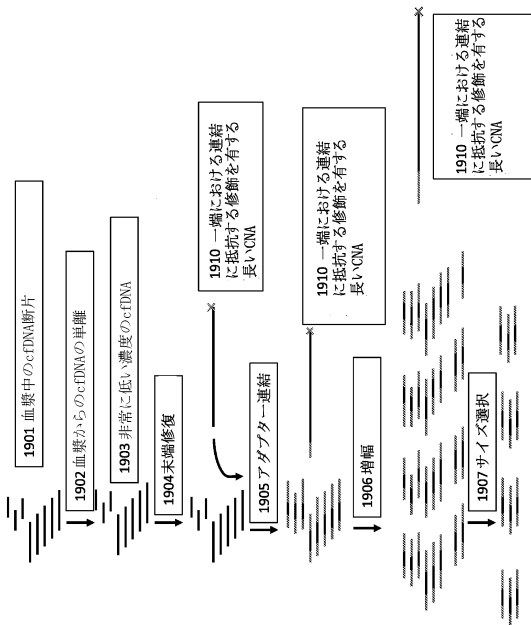 1901 血漿中のcfDNA断片
1902 血漿からのcfDNAの単離
1903 非常に低い濃度のcfDNA
1904 末端修復
1910 一端における連結
に抵抗する修飾を有する
長いCNA
1905 アダプター連結
1910 一端における連結
に抵抗する修飾を有する
長いCNA
1906 増幅
1910 一端における連結
に抵抗する修飾を有する
長いCNA
1907 サイズ選択